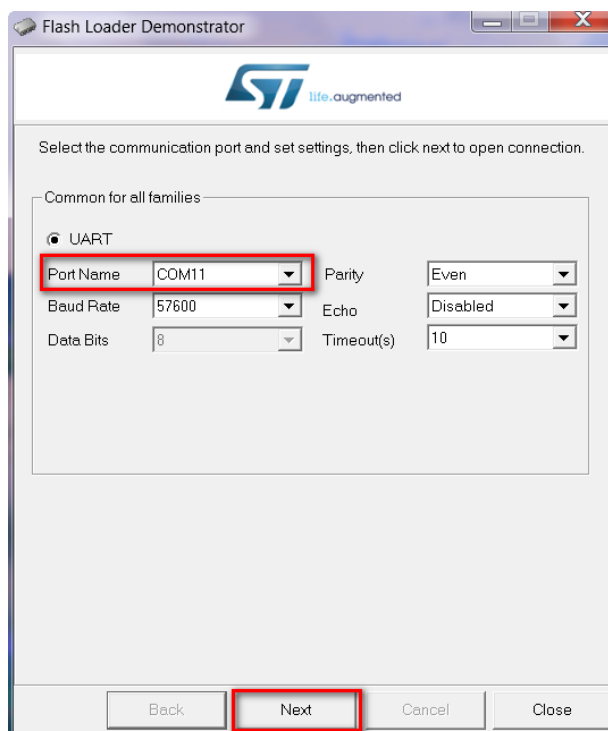 Flash Loader Demonstrator
ST life.augmented
Select the communication port and set settings, then click next to open connection.
Common for all families
UART
Port Name COM11 Parity Even
Baud Rate 57600 Echo Disabled
Data Bits 8 Timeout(s) 10
Back Next Cancel Close